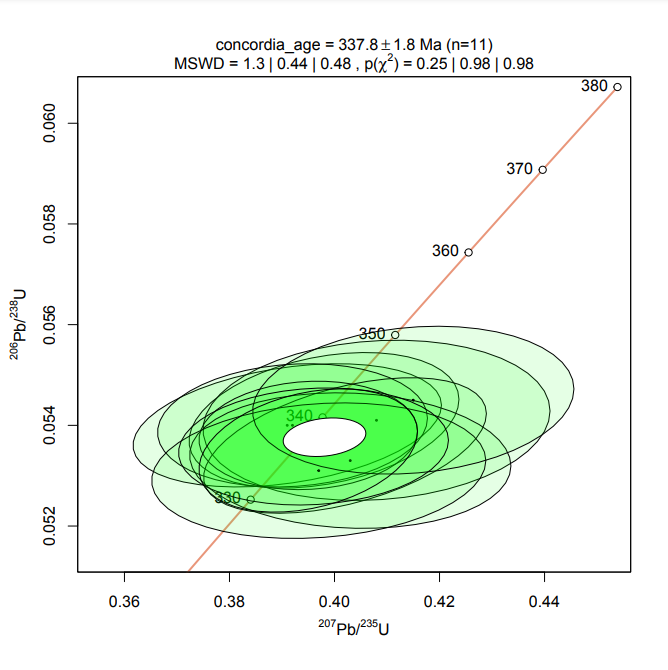 concordia_age = 337.8 ± 1.8 Ma (n=11)
MSWD = 1.3 | 0.44 | 0.48 , p(χ²) = 0.25 | 0.98 | 0.98
380
370
360
350
340
330
0.060
0.058
0.056
0.054
0.052
²⁰⁶Pb/²³⁸U
0.36 0.38 0.40 0.42 0.44
²⁰⁷Pb/²³⁵U